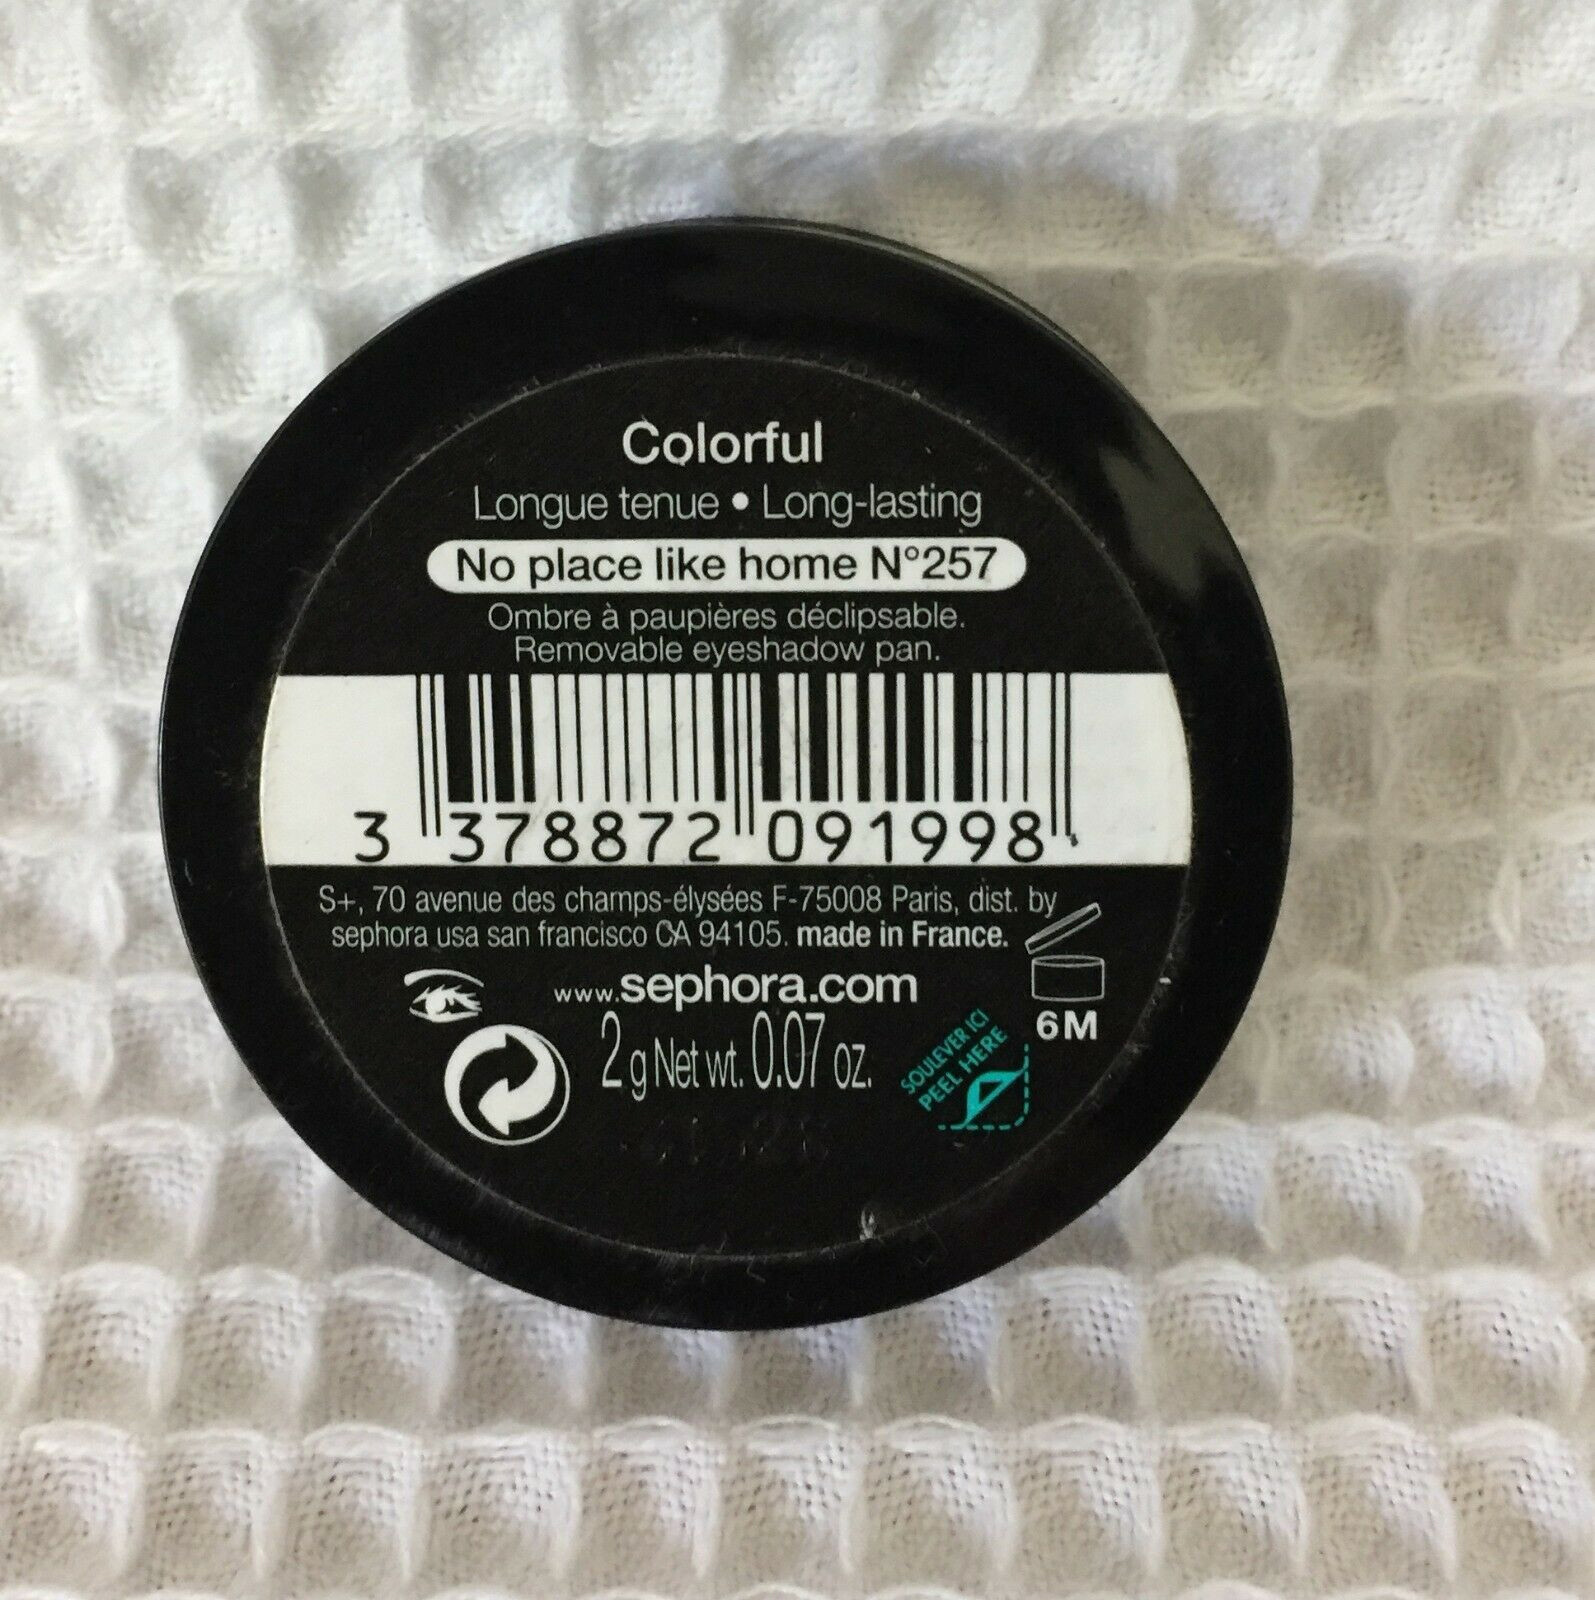 Colorful
Longue tenue • Long-lasting
No place like home N°257
Ombre à paupières déclipsable.
Removable eyeshadow pan.
3 378872 091998
S+, 70 avenue des champs-élysées F-75008 Paris, dist. by
sephora usa san francisco CA 94105. made in France.
www.sephora.com
6M
2 g Net wt. 0.07 oz.
SOULEVER ICI
PEEL HERE